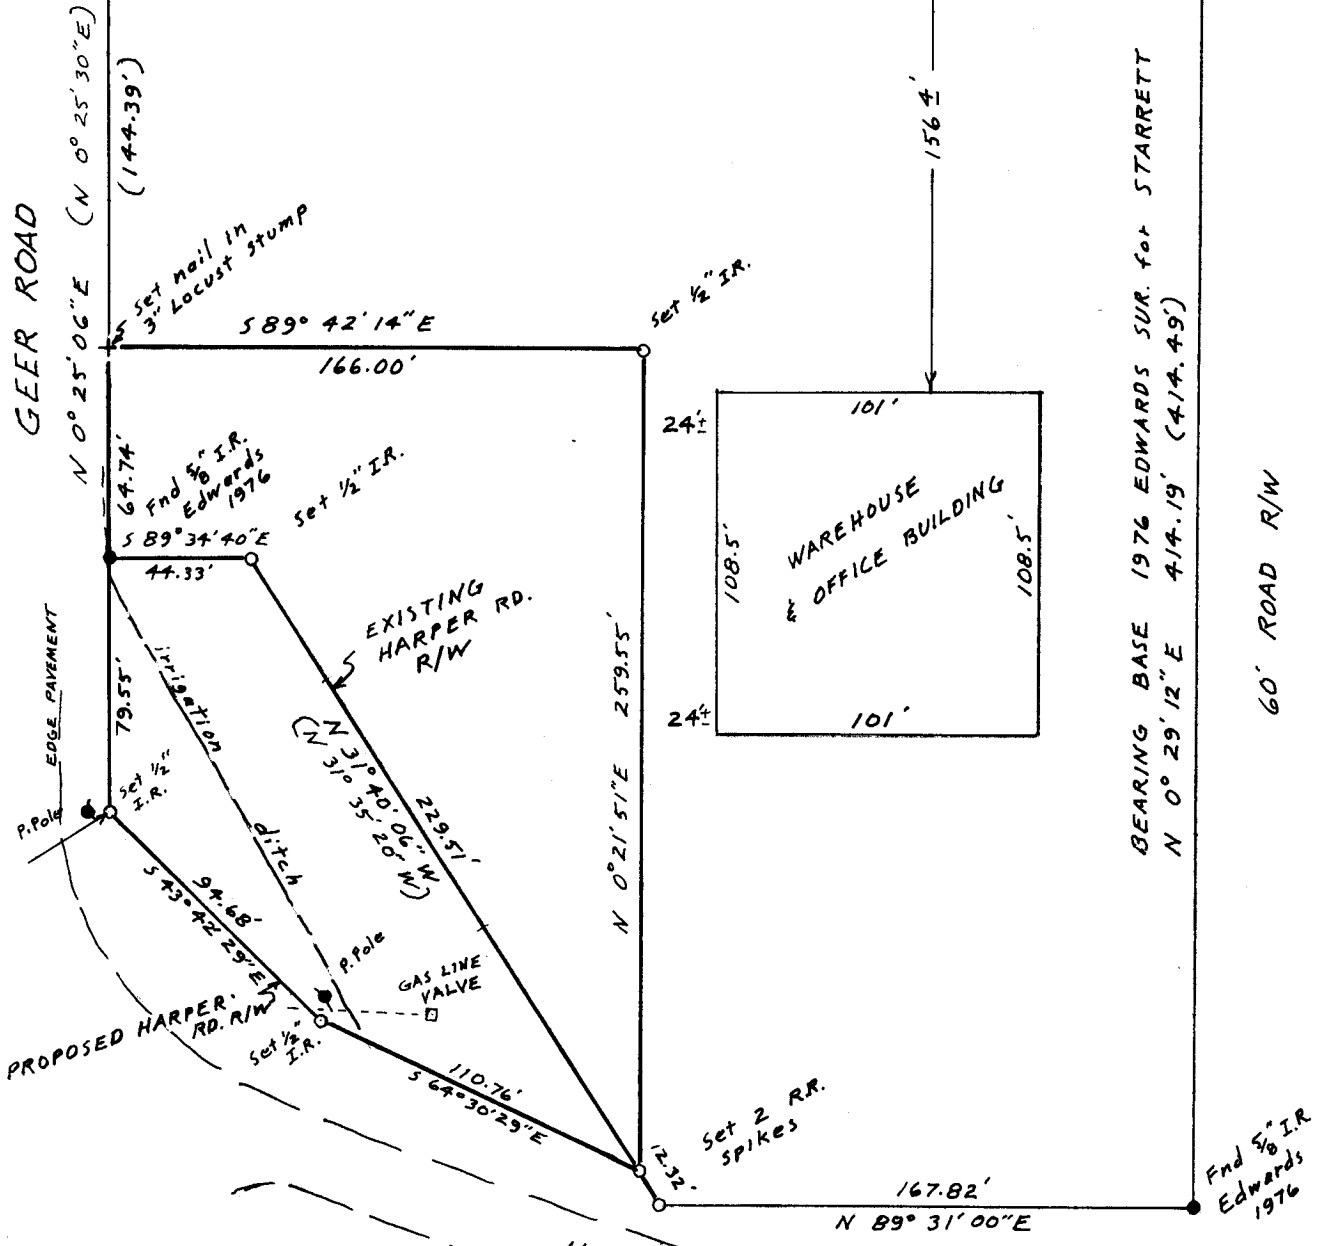 GEER ROAD
N 0° 25' 06" E (N 0° 25' 30" E)
(144.39')
156'±
Set nail in
3" LOCUST stump
S 89° 42' 14" E
166.00'
Set 1/2" I.R.
64.74'
Fnd 5/8" I.R.
Edwards
1976
Set 1/2" I.R.
S 89° 34' 40" E
44.33'
24'±
101'
108.5'
WAREHOUSE
& OFFICE BUILDING
108.5'
24'±
101'
BEARING BASE 1976 EDWARDS SUR. for STARRETT
N 0° 29' 12" E 414.19' (414.49')
60' ROAD R/W
EXISTING
HARPER RD.
R/W
EDGE PAVEMENT
79.55'
irrigation
ditch
N 31° 40' 06" W
(N 31° 35' 20" W)
229.51'
N 0° 21' 51" E 259.55'
Set 1/2"
I.R.
P.Pole
94.68'
S 43° 42' 29" E
P.Pole
GAS LINE
VALVE
PROPOSED HARPER.
RD. R/W
Set 1/2"
I.R.
110.76'
S 64° 30' 29" E
12.32'
Set 2 RR.
Spikes
167.82'
N 89° 31' 00" E
Fnd 5/8" I.R
Edwards
1976